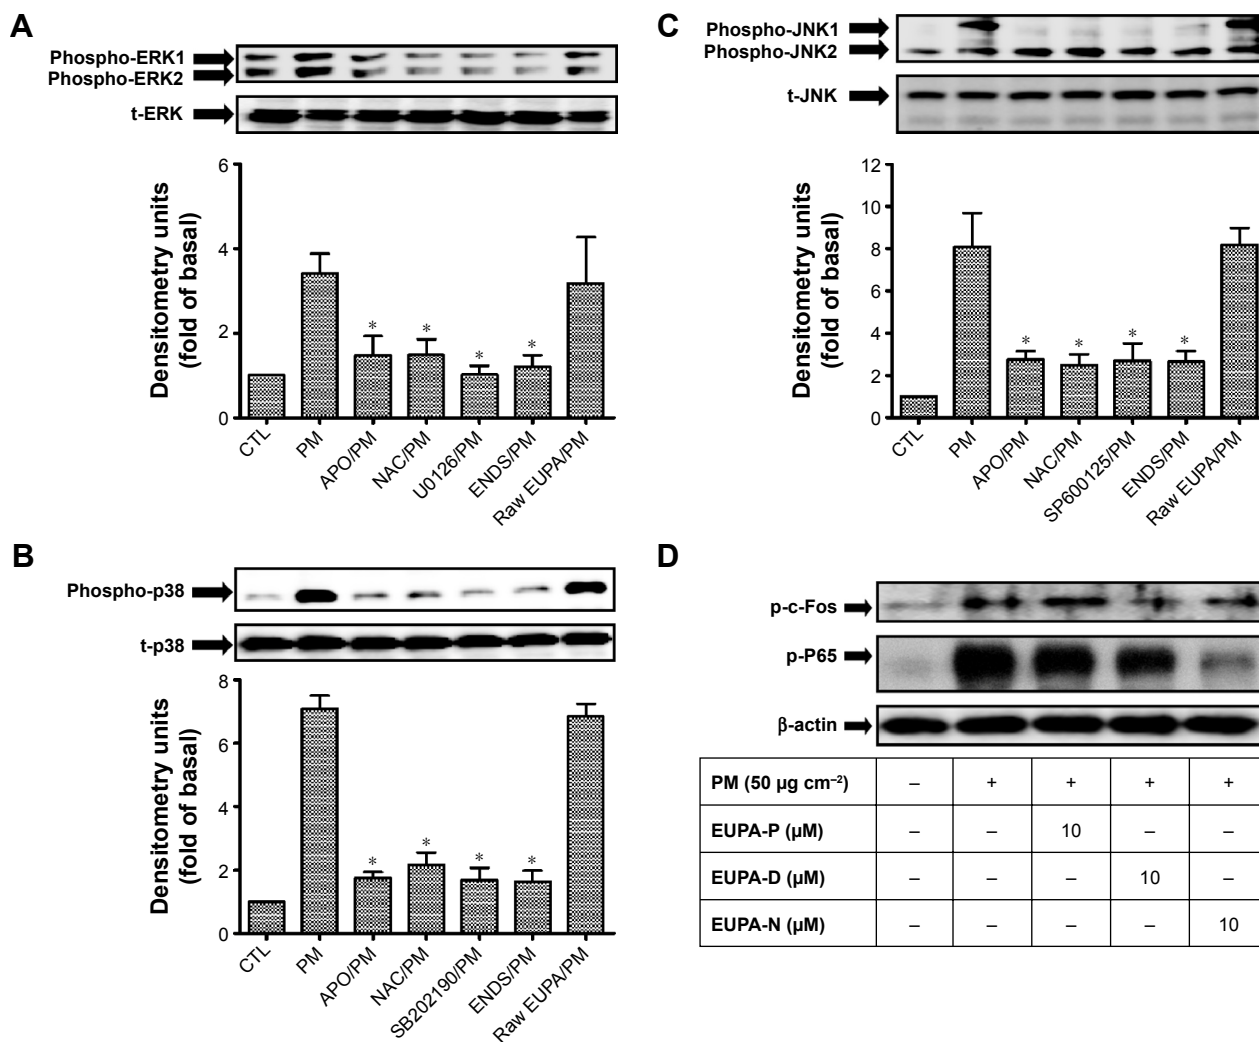 A
Phospho-ERK1
Phospho-ERK2
t-ERK
Densitometry units
(fold of basal)
6
4
2
0
CTL
PM
APO/PM
NAC/PM
U0126/PM
ENDS/PM
Raw EUPA/PM
* * * *
B
Phospho-p38
t-p38
Densitometry units
(fold of basal)
8
6
4
2
0
CTL
PM
APO/PM
NAC/PM
SB202190/PM
ENDS/PM
Raw EUPA/PM
* * * *
C
Phospho-JNK1
Phospho-JNK2
t-JNK
Densitometry units
(fold of basal)
12
10
8
6
4
2
0
CTL
PM
APO/PM
NAC/PM
SP600125/PM
ENDS/PM
Raw EUPA/PM
* * * *
D
p-c-Fos
p-P65
β-actin
PM (50 µg cm⁻²) – + + + +
EUPA-P (µM) – – 10 – –
EUPA-D (µM) – – – 10 –
EUPA-N (µM) – – – – 10